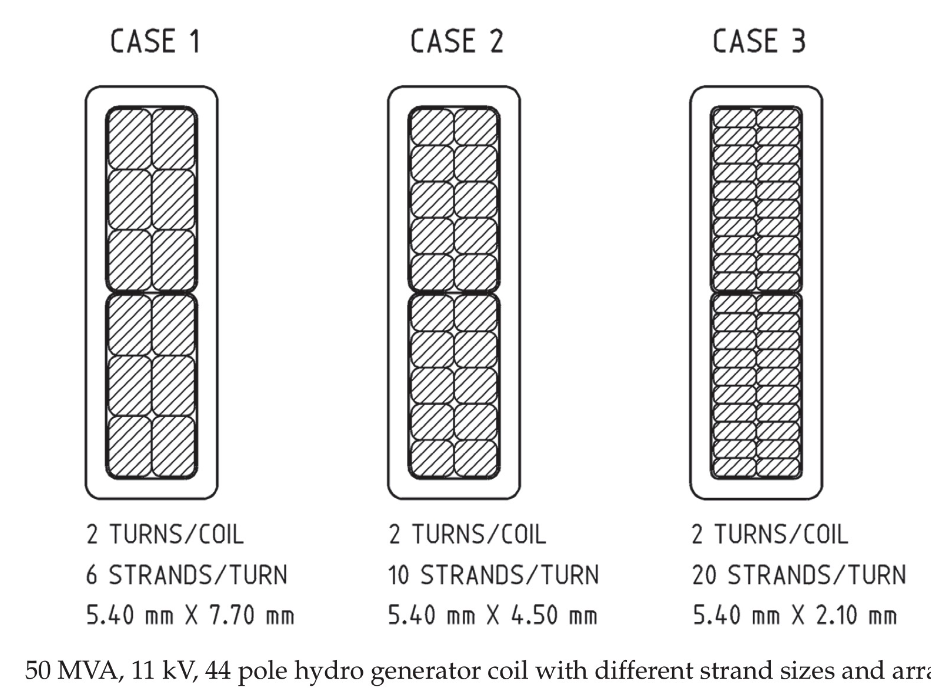 CASE 1 CASE 2 CASE 3
2 TURNS/COIL 2 TURNS/COIL 2 TURNS/COIL
6 STRANDS/TURN 10 STRANDS/TURN 20 STRANDS/TURN
5.40 mm X 7.70 mm 5.40 mm X 4.50 mm 5.40 mm X 2.10 mm
50 MVA, 11 kV, 44 pole hydro generator coil with different strand sizes and